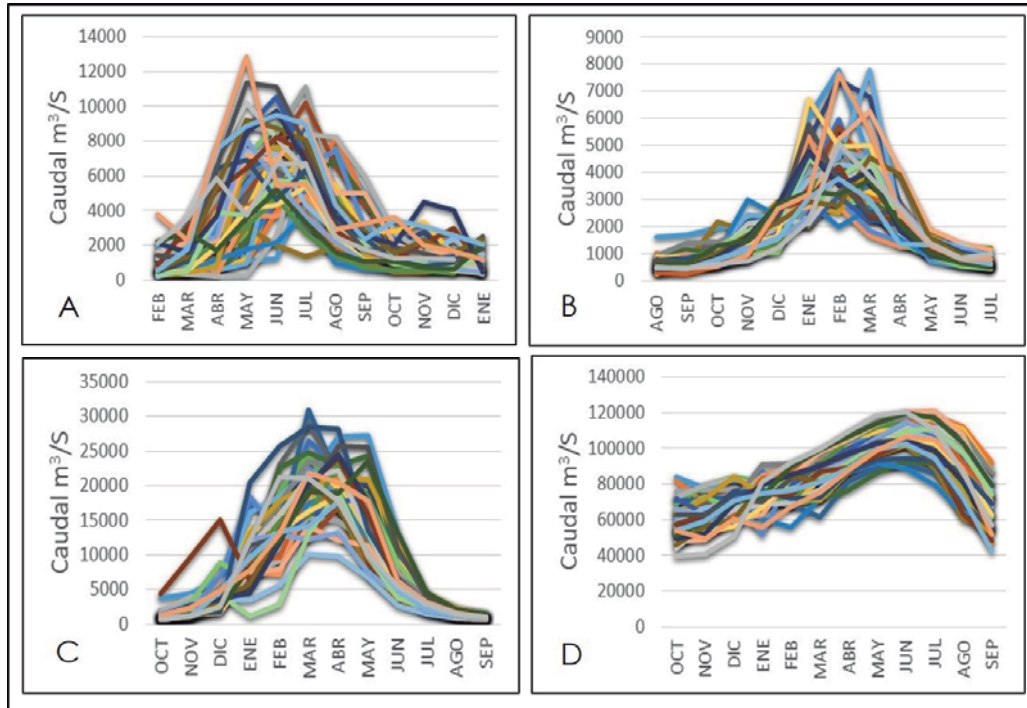 14000
12000
10000
8000
6000
4000
2000
0
Caudal m³/S
FEB MAR ABR MAY JUN JUL AGO SEP OCT NOV DIC ENE
A
9000
8000
7000
6000
5000
4000
3000
2000
1000
0
Caudal m³/S
AGO SEP OCT NOV DIC ENE FEB MAR ABR MAY JUN JUL
B
35000
30000
25000
20000
15000
10000
5000
0
Caudal m³/S
OCT NOV DIC ENE FEB MAR ABR MAY JUN JUL AGO SEP
C
140000
120000
100000
80000
60000
40000
20000
0
Caudal m³/S
OCT NOV DIC ENE FEB MAR ABR MAY JUN JUL AGO SEP
D